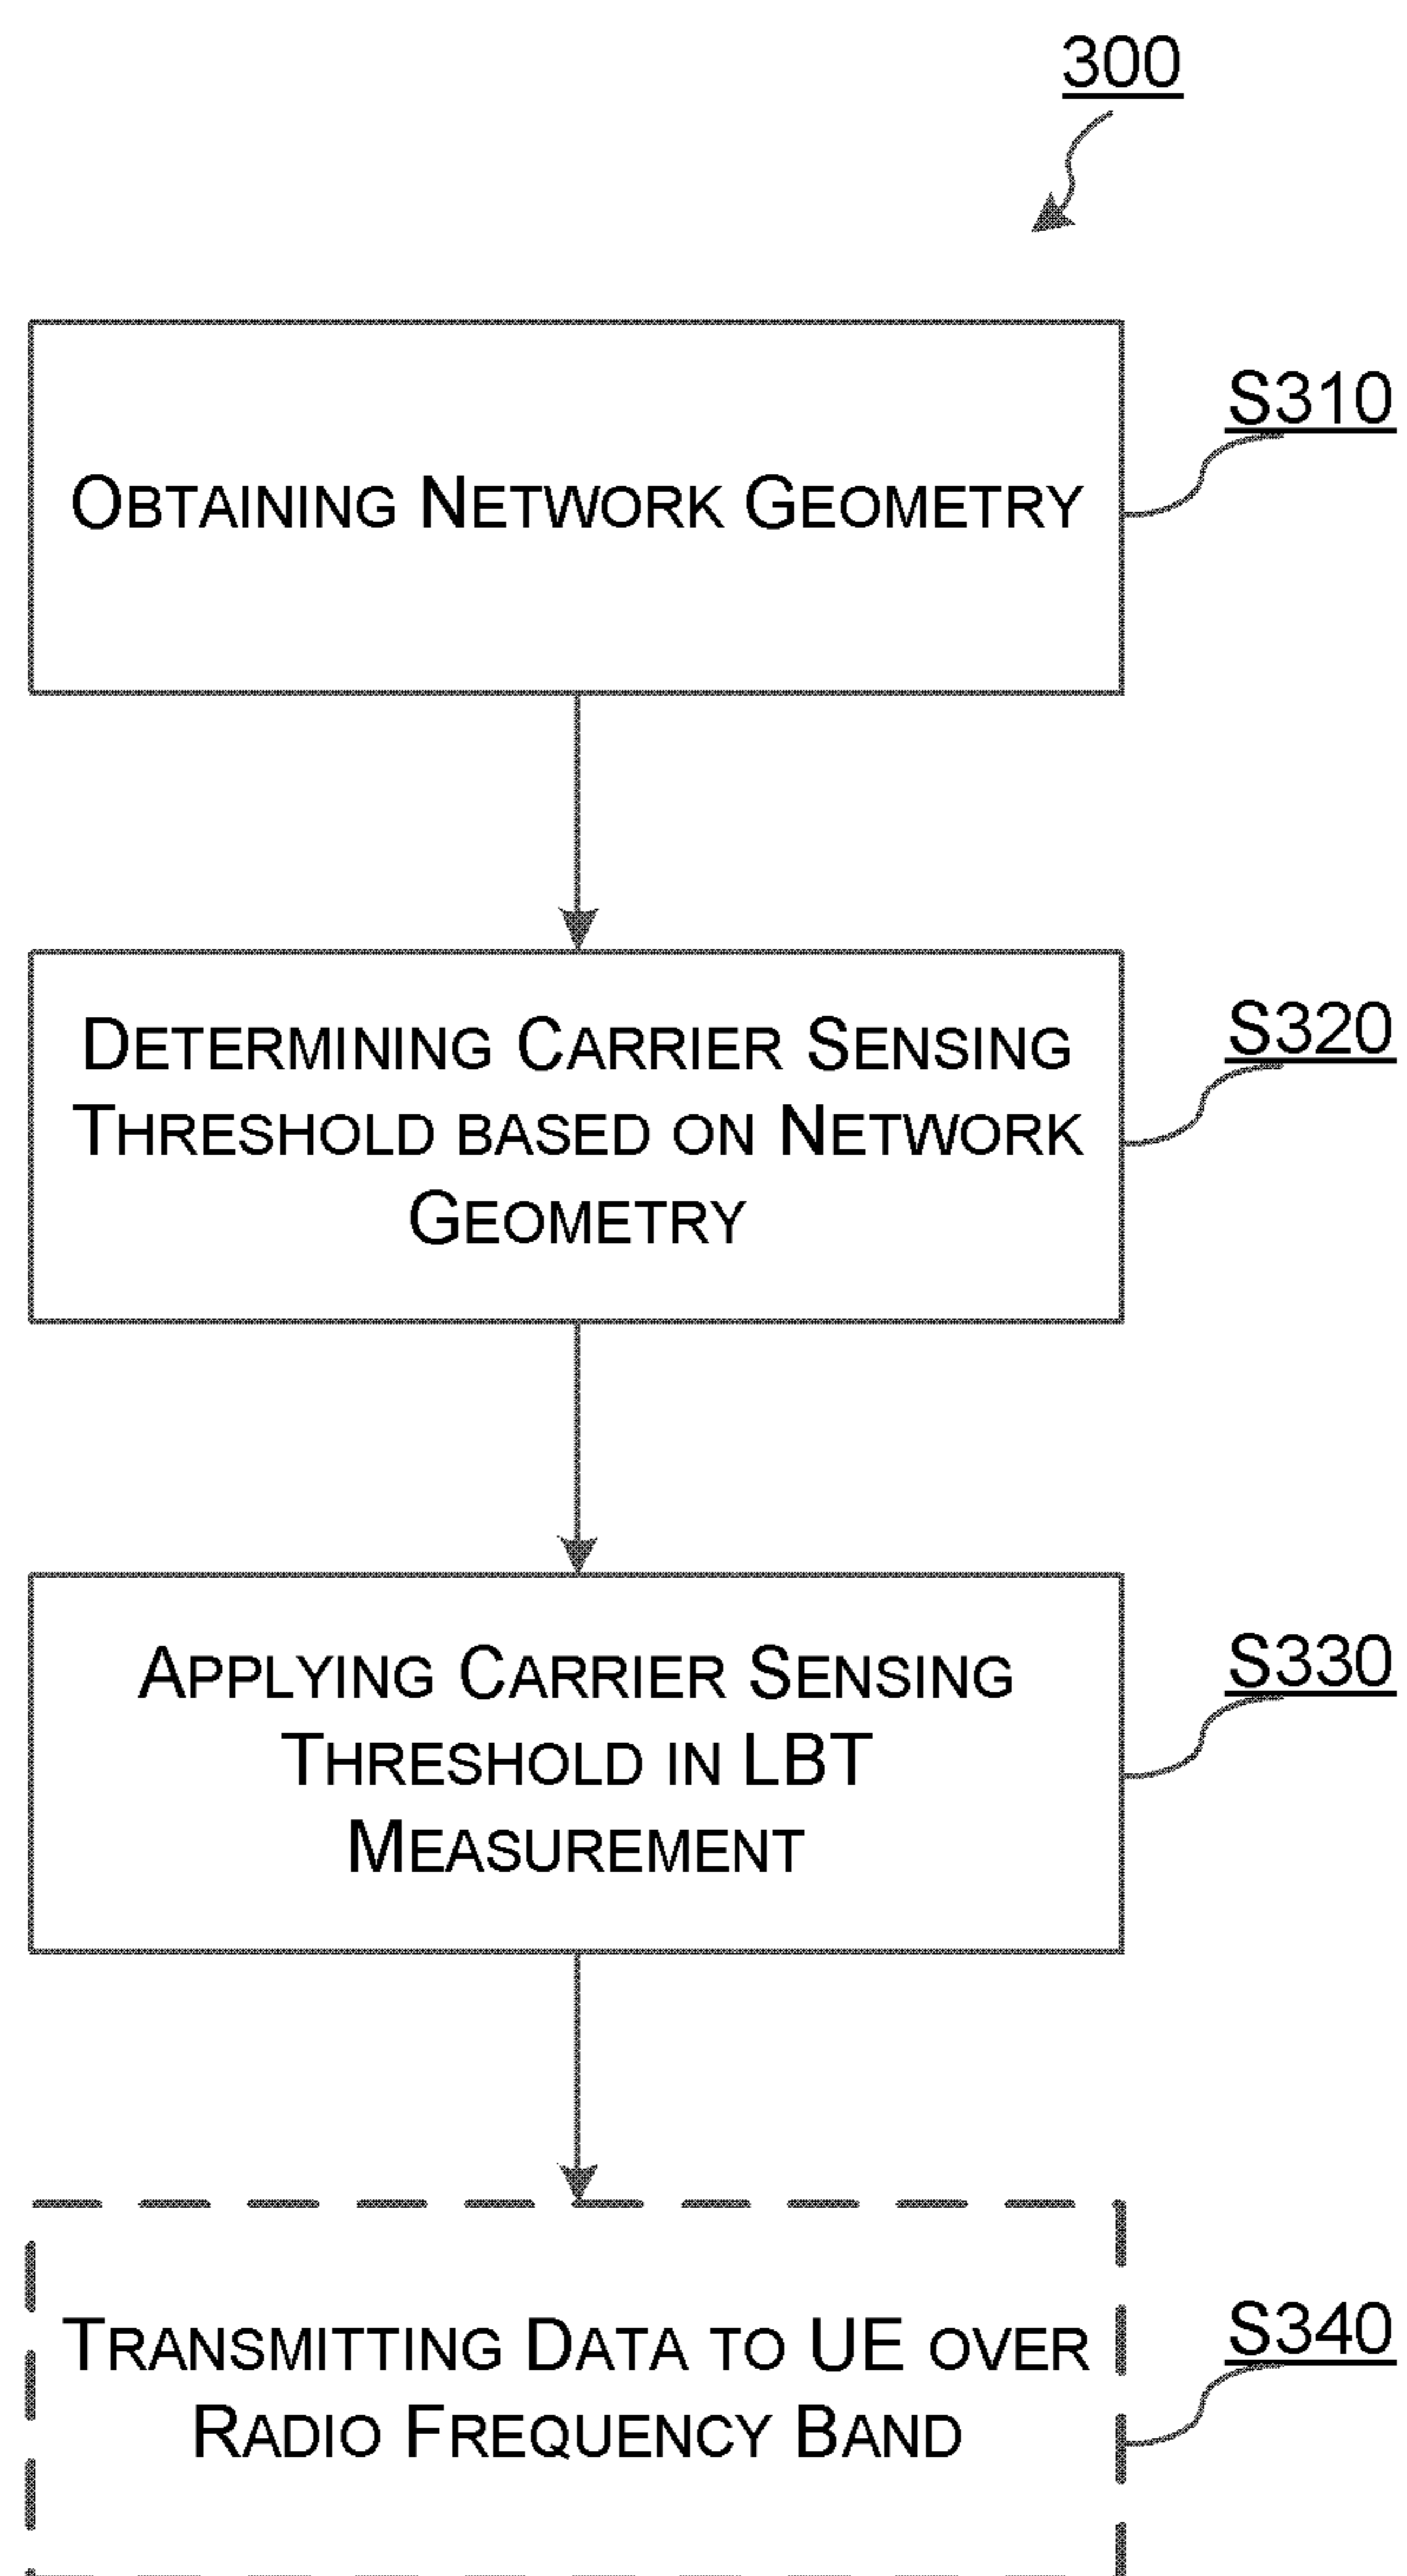 300
OBTAINING NETWORK GEOMETRY
S310
DETERMINING CARRIER SENSING
THRESHOLD BASED ON NETWORK
GEOMETRY
S320
APPLYING CARRIER SENSING
THRESHOLD IN LBT
MEASUREMENT
S330
TRANSMITTING DATA TO UE OVER
RADIO FREQUENCY BAND
S340